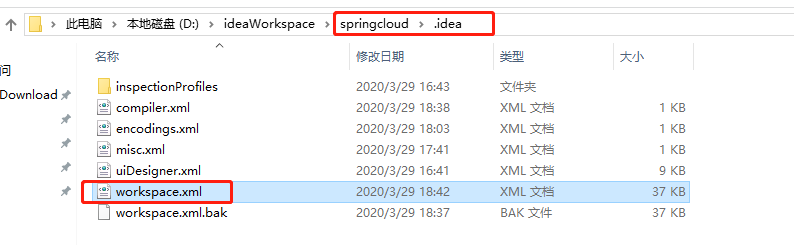 此电脑 › 本地磁盘 (D:) › ideaWorkspace › springcloud › .idea
名称 修改日期 类型 大小
问
Download
inspectionProfiles 2020/3/29 16:43 文件夹
compiler.xml 2020/3/29 18:38 XML 文档 1 KB
encodings.xml 2020/3/29 18:03 XML 文档 1 KB
misc.xml 2020/3/29 17:41 XML 文档 1 KB
uiDesigner.xml 2020/3/29 16:41 XML 文档 9 KB
workspace.xml 2020/3/29 18:42 XML 文档 37 KB
workspace.xml.bak 2020/3/29 18:37 BAK 文件 37 KB